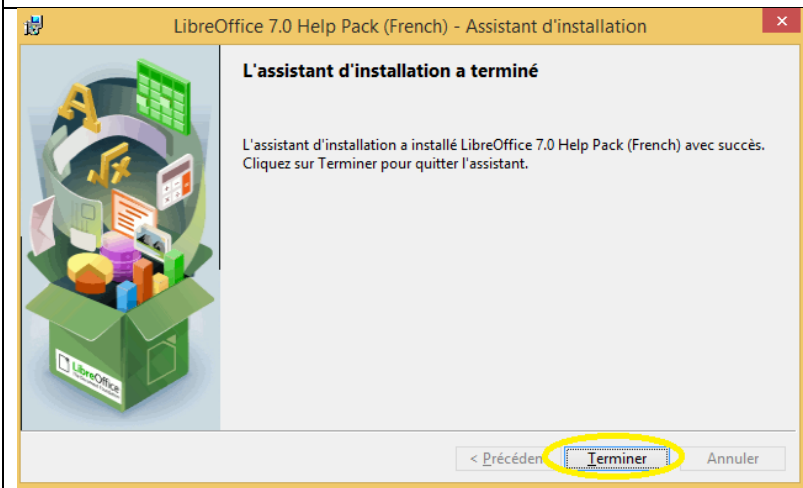 LibreOffice 7.0 Help Pack (French) - Assistant d'installation
L'assistant d'installation a terminé
L'assistant d'installation a installé LibreOffice 7.0 Help Pack (French) avec succès.
Cliquez sur Terminer pour quitter l'assistant.
A
√x
LibreOffice
< Précéden
Terminer
Annuler